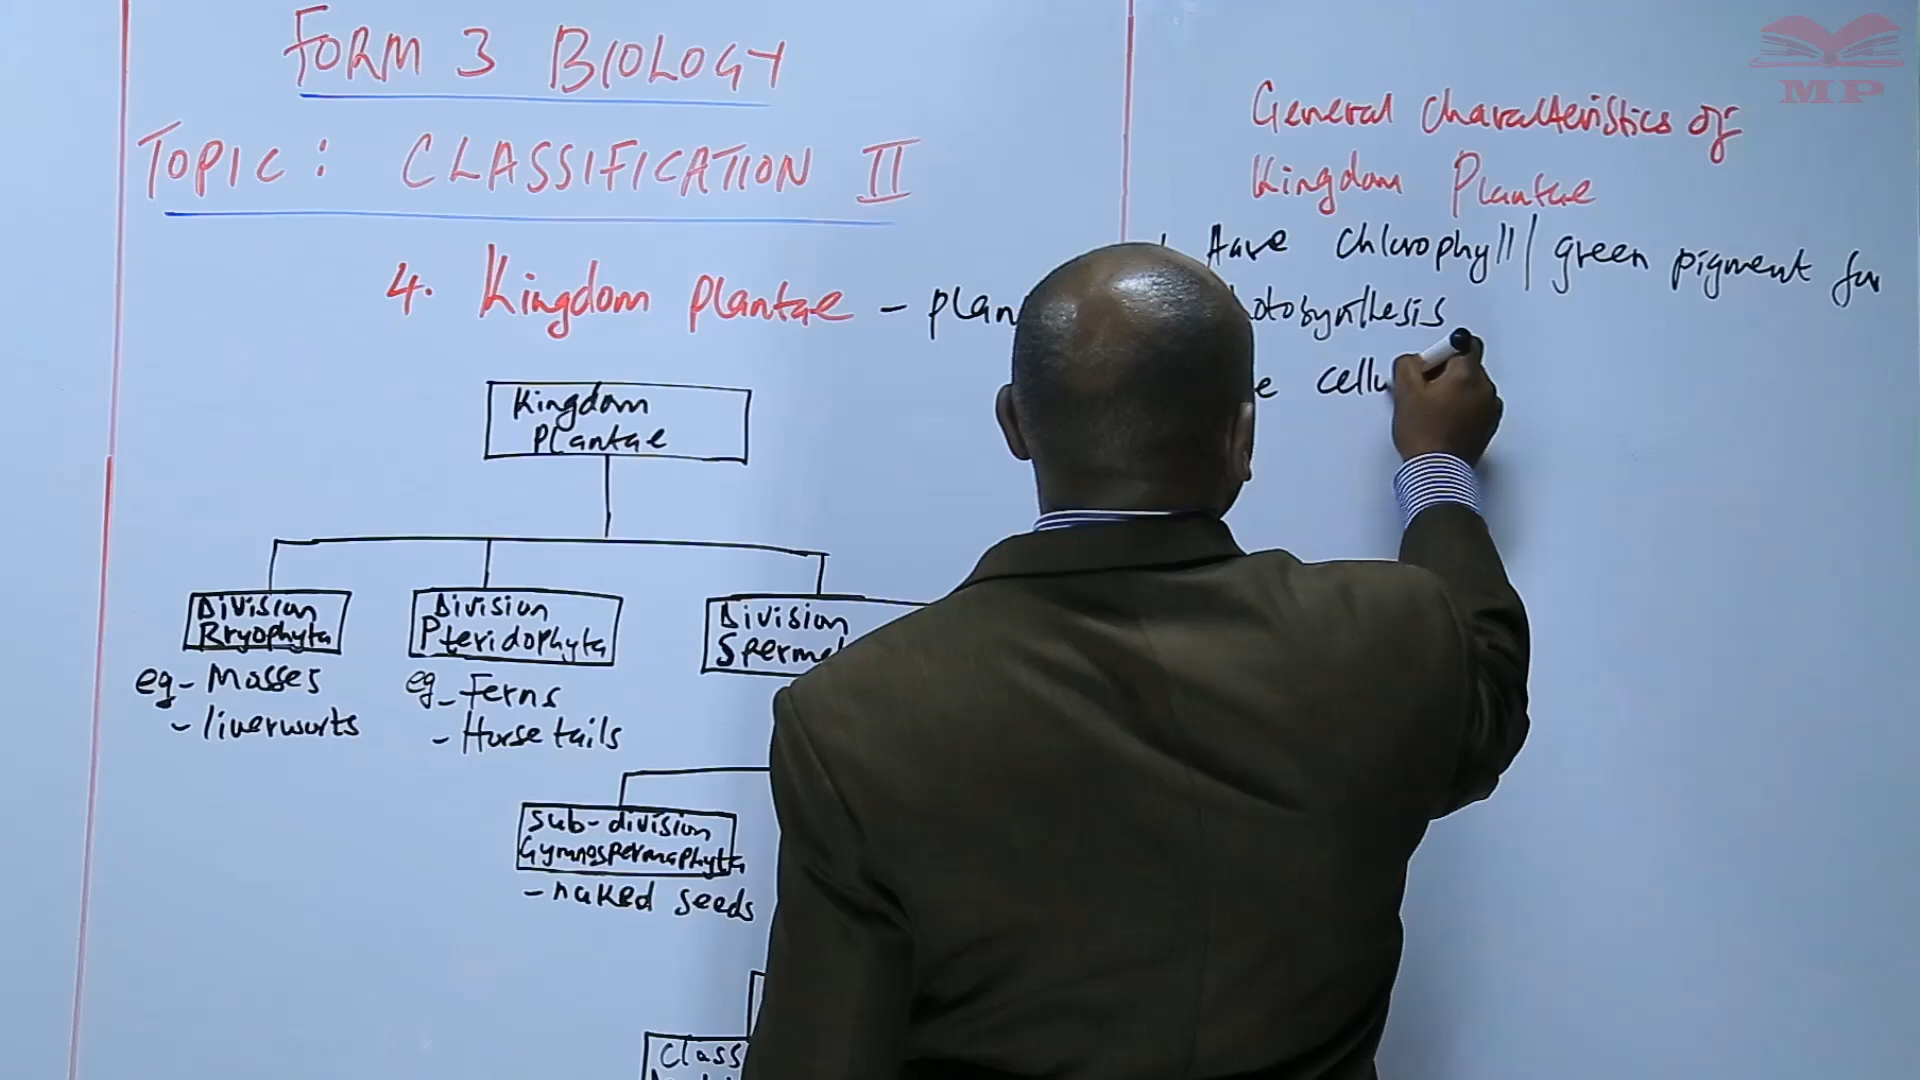 FORM 3 BIOLOGY
TOPIC: CLASSIFICATION II
4. Kingdom plantae - plan
Kingdom
Plantae
Division
Bryophyta
eg - Mosses
- liverworts
Division
Pteridophyta
eg - Ferns
- Horse tails
Division
Sperma
Sub-division
Gymnospermaphyta
- naked seeds
Class
General characteristics of
Kingdom Plantae
Have chlorophyll/green pigment for
otosynthesis
e cellu
MP